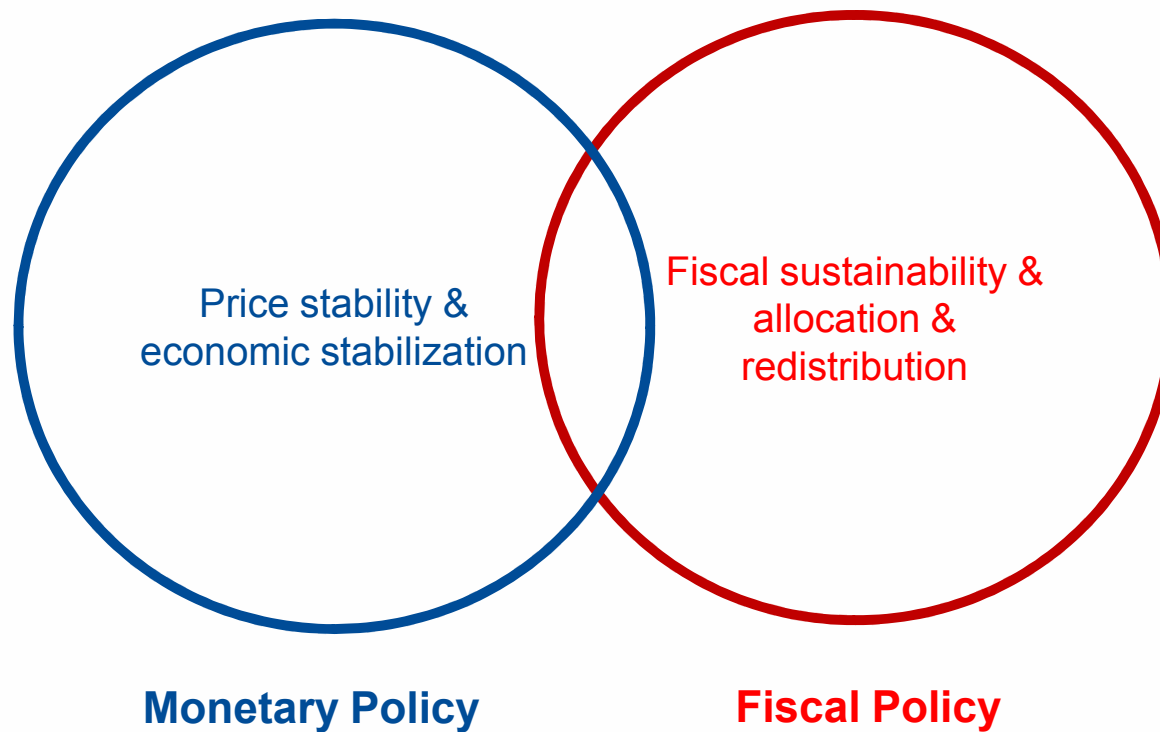 Price stability &
economic stabilization
Fiscal sustainability &
allocation &
redistribution
Monetary Policy
Fiscal Policy